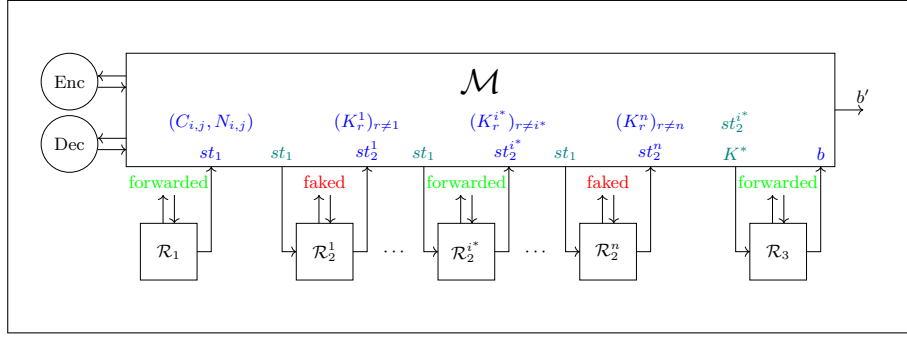 Enc
Dec
ℳ
b′
(C_{i,j}, N_{i,j}) (K_r^1)_{r≠1} (K_r^{i*})_{r≠i*} (K_r^n)_{r≠n} st_2^{i*}
st_1 st_1 st_2^1 st_1 st_2^{i*} st_1 st_2^n K* b
forwarded faked forwarded faked forwarded
ℛ_1 ℛ_2^1 ⋯ ℛ_2^{i*} ⋯ ℛ_2^n ℛ_3